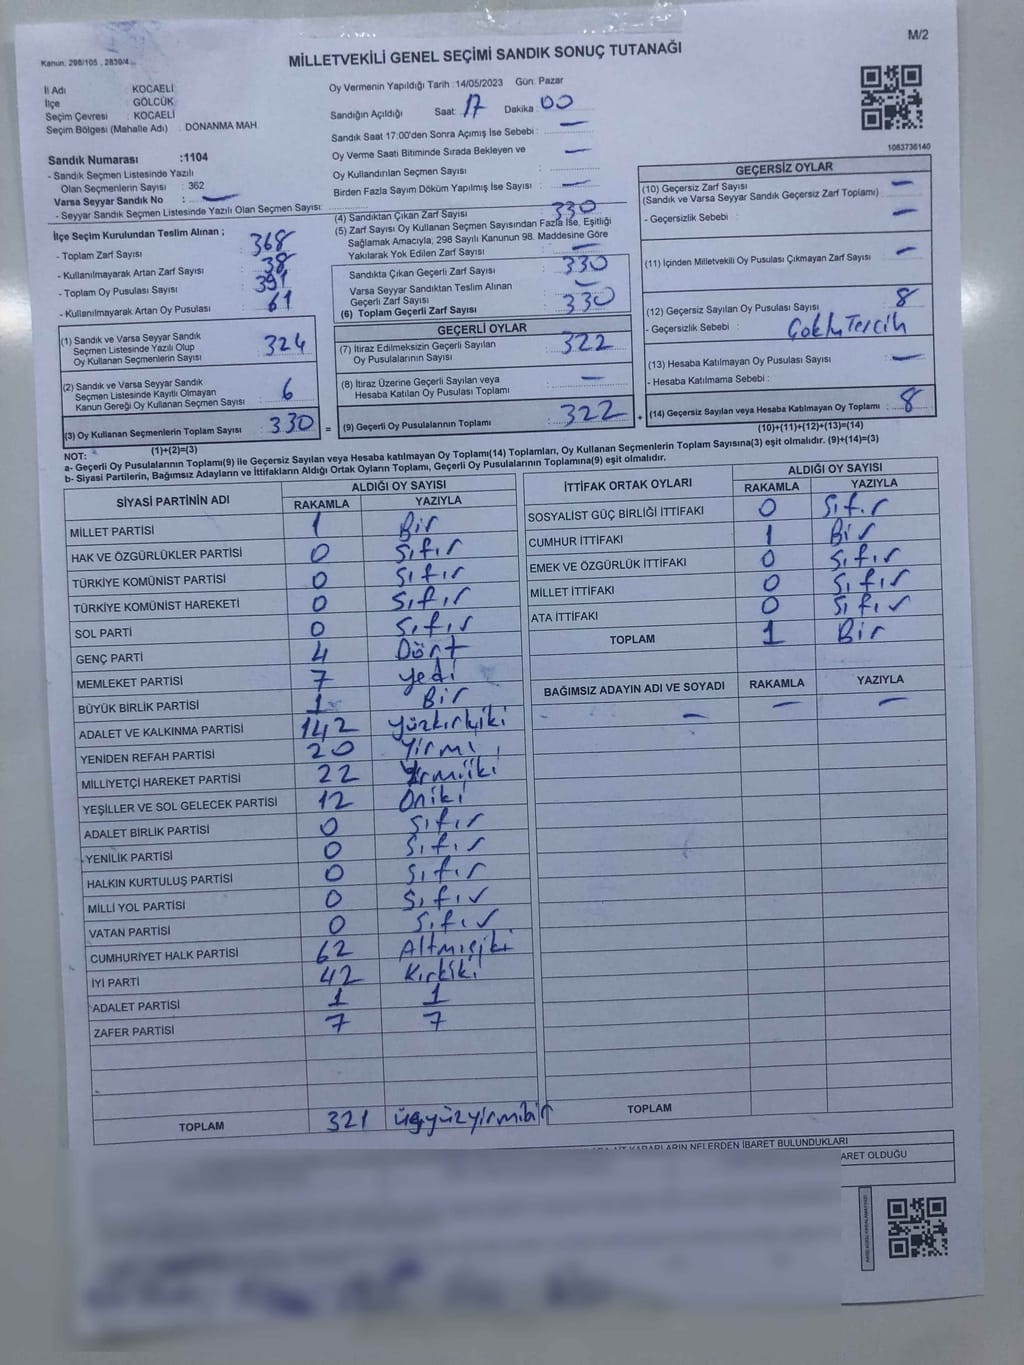 M/2
Kanun: 298/105 , 2839/4
MİLLETVEKİLİ GENEL SEÇİMİ SANDIK SONUÇ TUTANAĞI
İl Adı KOCAELİ
İlçe : GÖLCÜK
Seçim Çevresi : KOCAELİ
Seçim Bölgesi (Mahalle Adı) : DONANMA MAH.
Sandık Numarası :1104
- Sandık Seçmen Listesinde Yazılı
Olan Seçmenlerin Sayısı : 362
Varsa Seyyar Sandık No : —
- Seyyar Sandık Seçmen Listesinde Yazılı Olan Seçmen Sayısı:
Oy Vermenin Yapıldığı Tarih :14/05/2023 Gün: Pazar
Sandığın Açıldığı Saat: 17 Dakika: 00
Sandık Saat 17:00'den Sonra Açımış İse Sebebi : —
Oy Verme Saati Bitiminde Sırada Bekleyen ve
Oy Kullandırılan Seçmen Sayısı : —
Birden Fazla Sayım Döküm Yapılmış İse Sayısı : —
1083736140
İlçe Seçim Kurulundan Teslim Alınan ;
- Toplam Zarf Sayısı : 368
- Kullanılmayarak Artan Zarf Sayısı : 38
- Toplam Oy Pusulası Sayısı : 391
- Kullanılmayarak Artan Oy Pusulası : 61
(4) Sandıktan Çıkan Zarf Sayısı : 330
(5) Zarf Sayısı Oy Kullanan Seçmen Sayısından Fazla İse, Eşitliği
Sağlamak Amacıyla; 298 Sayılı Kanunun 98. Maddesine Göre
Yakılarak Yok Edilen Zarf Sayısı : —
Sandıkta Çıkan Geçerli Zarf Sayısı : 330
Varsa Seyyar Sandıktan Teslim Alınan
Geçerli Zarf Sayısı : —
(6) Toplam Geçerli Zarf Sayısı : 330
GEÇERSİZ OYLAR
(10) Geçersiz Zarf Sayısı : —
(Sandık ve Varsa Seyyar Sandık Geçersiz Zarf Toplamı)
- Geçersizlik Sebebi : —
(11) İçinden Milletvekili Oy Pusulası Çıkmayan Zarf Sayısı : —
(12) Geçersiz Sayılan Oy Pusulası Sayısı : 8
- Geçersizlik Sebebi : Çoklu Tercih
(13) Hesaba Katılmayan Oy Pusulası Sayısı : —
- Hesaba Katılmama Sebebi :
(14) Geçersiz Sayılan veya Hesaba Katılmayan Oy Toplamı : 8
(10)+(11)+(12)+(13)=(14)
(1) Sandık ve Varsa Seyyar Sandık
Seçmen Listesinde Yazılı Olup
Oy Kullanan Seçmenlerin Sayısı : 324
(2) Sandık ve Varsa Seyyar Sandık
Seçmen Listesinde Kayıtlı Olmayan
Kanun Gereği Oy Kullanan Seçmen Sayısı : 6
(3) Oy Kullanan Seçmenlerin Toplam Sayısı : 330 =
(1)+(2)=(3)
GEÇERLİ OYLAR
(7) İtiraz Edilmeksizin Geçerli Sayılan
Oy Pusulalarının Sayısı : 322
(8) İtiraz Üzerine Geçerli Sayılan veya
Hesaba Katılan Oy Pusulası Toplamı : —
(9) Geçerli Oy Pusulalarının Toplamı : 322 +
NOT:
a- Geçerli Oy Pusulalarının Toplamı(9) ile Geçersiz Sayılan veya Hesaba katılmayan Oy Toplamı(14) Toplamları, Oy Kullanan Seçmenlerin Toplam Sayısına(3) eşit olmalıdır. (9)+(14)=(3)
b- Siyasi Partilerin, Bağımsız Adayların ve İttifakların Aldığı Ortak Oyların Toplamı, Geçerli Oy Pusulalarının Toplamına(9) eşit olmalıdır.
SİYASİ PARTİNİN ADI ALDIĞI OY SAYISI
RAKAMLA YAZIYLA
MİLLET PARTİSİ 1 Bir
HAK VE ÖZGÜRLÜKLER PARTİSİ 0 Sıfır
TÜRKİYE KOMÜNİST PARTİSİ 0 Sıfır
TÜRKİYE KOMÜNİST HAREKETİ 0 Sıfır
SOL PARTİ 0 Sıfır
GENÇ PARTİ 4 Dört
MEMLEKET PARTİSİ 7 Yedi
BÜYÜK BİRLİK PARTİSİ 1 Bir
ADALET VE KALKINMA PARTİSİ 142 Yüzkırkiki
YENİDEN REFAH PARTİSİ 20 Yirmi
MİLLİYETÇİ HAREKET PARTİSİ 22 Yirmiiki
YEŞİLLER VE SOL GELECEK PARTİSİ 12 Oniki
ADALET BİRLİK PARTİSİ 0 Sıfır
YENİLİK PARTİSİ 0 Sıfır
HALKIN KURTULUŞ PARTİSİ 0 Sıfır
MİLLİ YOL PARTİSİ 0 Sıfır
VATAN PARTİSİ 0 Sıfır
CUMHURİYET HALK PARTİSİ 62 Altmışiki
İYİ PARTİ 42 Kırkiki
ADALET PARTİSİ 1 1
ZAFER PARTİSİ 7 7
TOPLAM 321 üçyüzyirmibir
İTTİFAK ORTAK OYLARI ALDIĞI OY SAYISI
RAKAMLA YAZIYLA
SOSYALİST GÜÇ BİRLİĞİ İTTİFAKI 0 Sıfır
CUMHUR İTTİFAKI 1 Bir
EMEK VE ÖZGÜRLÜK İTTİFAKI 0 Sıfır
MİLLET İTTİFAKI 0 Sıfır
ATA İTTİFAKI 0 Sıfır
TOPLAM 1 Bir
BAĞIMSIZ ADAYIN ADI VE SOYADI RAKAMLA YAZIYLA
— — —
TOPLAM
KARARLARIN NELERDEN İBARET BULUNDUKLARI
ARET OLDUĞU